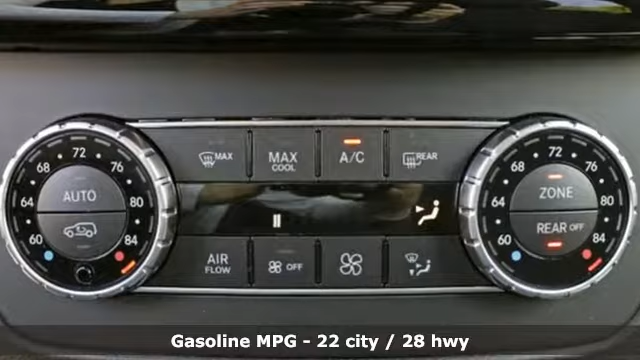 72
68 76
AUTO
64 80
60 84
MAX
MAX
COOL
A/C
REAR
AIR
FLOW
OFF
72
68 76
ZONE
64 80
REAR OFF
60 84
Gasoline MPG - 22 city / 28 hwy